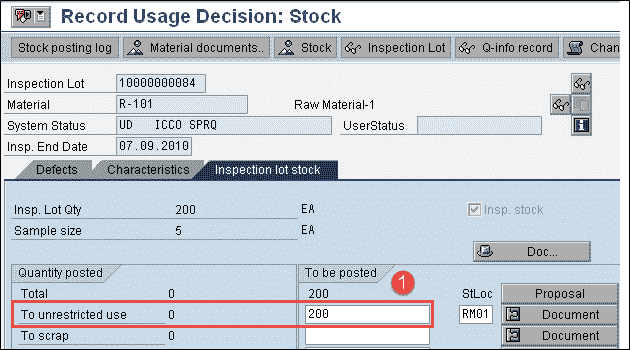 Record Usage Decision: Stock
Stock posting log Material documents.. Stock Inspection Lot Q-info record Chan
Inspection Lot 10000000084
Material R-101 Raw Material-1
System Status UD ICCO SPRQ UserStatus
Insp. End Date 07.09.2010
Defects Characteristics Inspection lot stock
Insp. Lot Qty 200 EA Insp. stock
Sample size 5 EA
Doc...
Quantity posted To be posted 1
Total 0 200 StLoc Proposal
To unrestricted use 0 200 RM01 Document
To scrap 0 Document